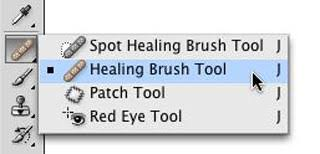 Spot Healing Brush Tool J
Healing Brush Tool J
Patch Tool J
Red Eye Tool J